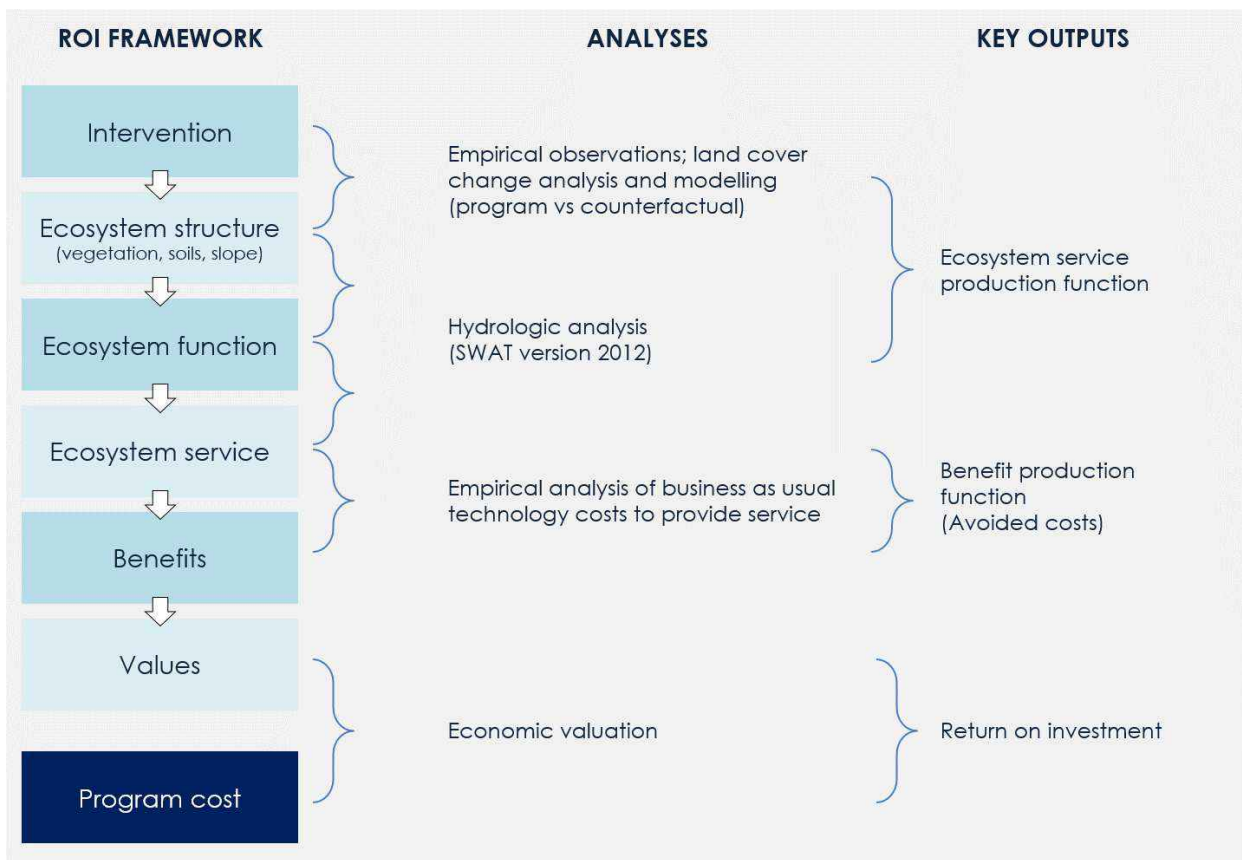 ROI FRAMEWORK
ANALYSES
KEY OUTPUTS
Intervention
Ecosystem structure
(vegetation, soils, slope)
Ecosystem function
Ecosystem service
Benefits
Values
Program cost
Empirical observations; land cover
change analysis and modelling
(program vs counterfactual)
Hydrologic analysis
(SWAT version 2012)
Empirical analysis of business as usual
technology costs to provide service
Economic valuation
Ecosystem service
production function
Benefit production
function
(Avoided costs)
Return on investment